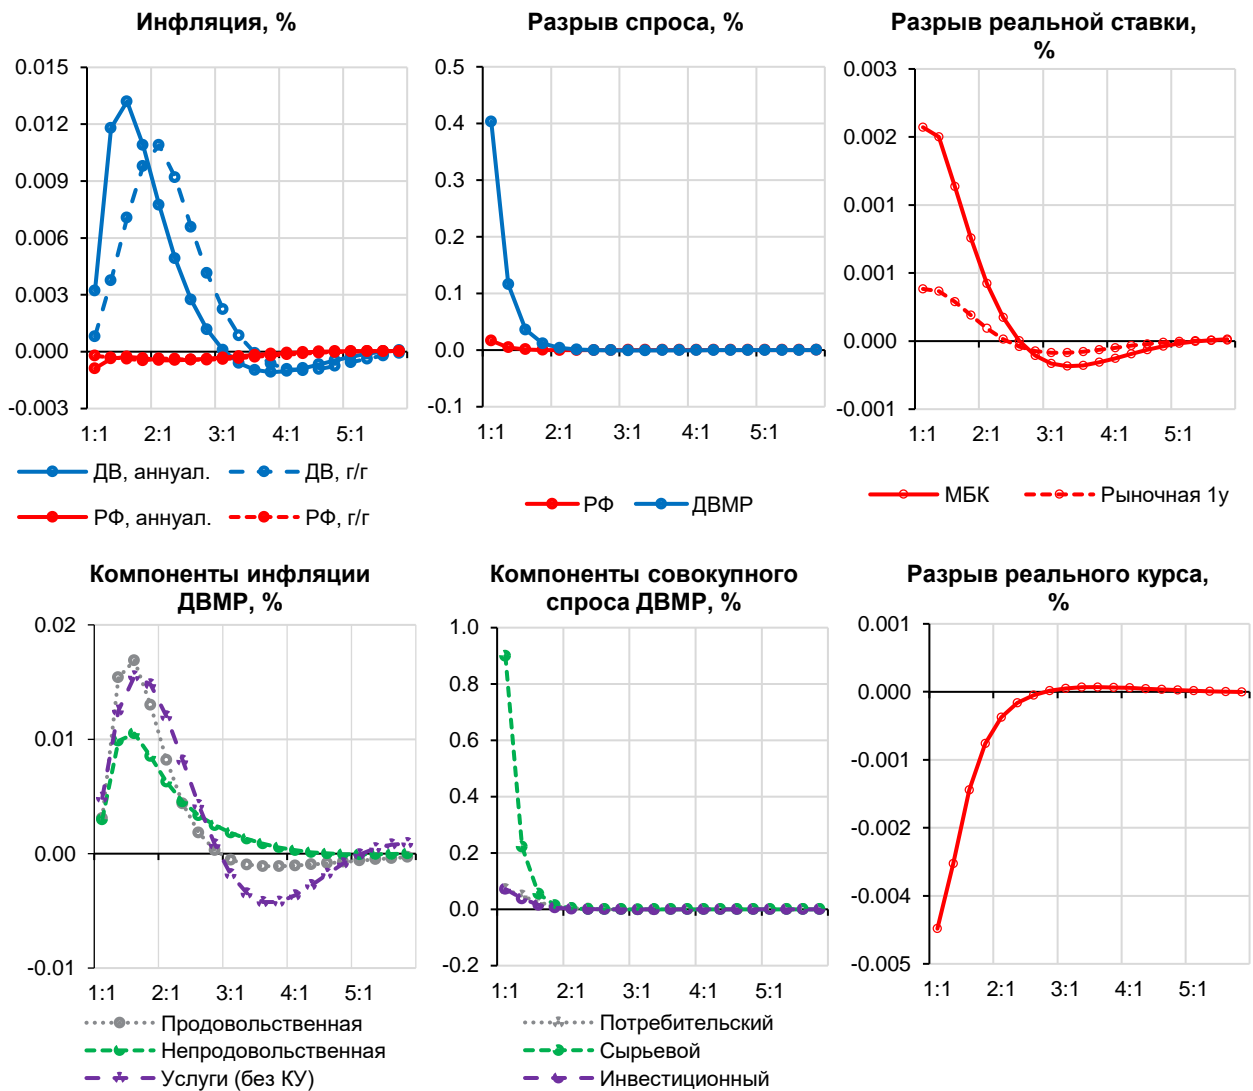 Инфляция, %
0.015
0.012
0.009
0.006
0.003
0.000
-0.003
1:1 2:1 3:1 4:1 5:1
ДВ, аннуал. ДВ, г/г
РФ, аннуал. РФ, г/г
Разрыв спроса, %
0.5
0.4
0.3
0.2
0.1
0.0
-0.1
1:1 2:1 3:1 4:1 5:1
РФ ДВМР
Разрыв реальной ставки,
%
0.003
0.002
0.001
0.001
0.000
-0.001
1:1 2:1 3:1 4:1 5:1
МБК Рыночная 1y
Компоненты инфляции
ДВМР, %
0.02
0.01
0.00
-0.01
1:1 2:1 3:1 4:1 5:1
Продовольственная
Непродовольственная
Услуги (без КУ)
Компоненты совокупного
спроса ДВМР, %
1.0
0.8
0.6
0.4
0.2
0.0
-0.2
1:1 2:1 3:1 4:1 5:1
Потребительский
Сырьевой
Инвестиционный
Разрыв реального курса,
%
0.001
0.000
-0.001
-0.002
-0.004
-0.005
1:1 2:1 3:1 4:1 5:1